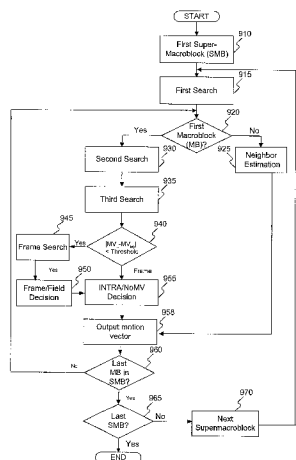 START
910
First Super-
Macroblock (SMB)
915
First Search
920
First
Macroblock
(MB)?
Yes
No
930
Second Search
925
Neighbor
Estimation
935
Third Search
945
940
Frame Search
Yes
< Threshold
Yes
Frame
950
Frame/Field
Decision
955
INTRA/NoMV
Decision
958
Output motion
vector
960
Last
MB in
SMB?
No
Yes
965
Last
SMB?
No
970
Next
Supermacroblock
Yes
END